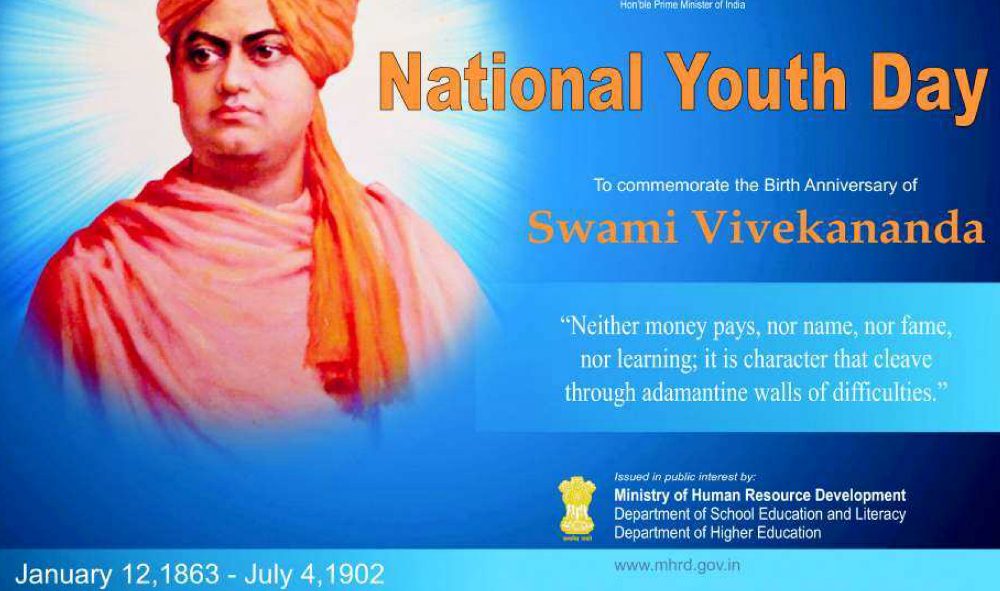 Hon'ble Prime Minister of India
National Youth Day
To commemorate the Birth Anniversary of
Swami Vivekananda
“Neither money pays, nor name, nor fame,
nor learning; it is character that cleave
through adamantine walls of difficulties.”
Issued in public interest by:
Ministry of Human Resource Development
Department of School Education and Literacy
Department of Higher Education
www.mhrd.gov.in
January 12,1863 - July 4,1902